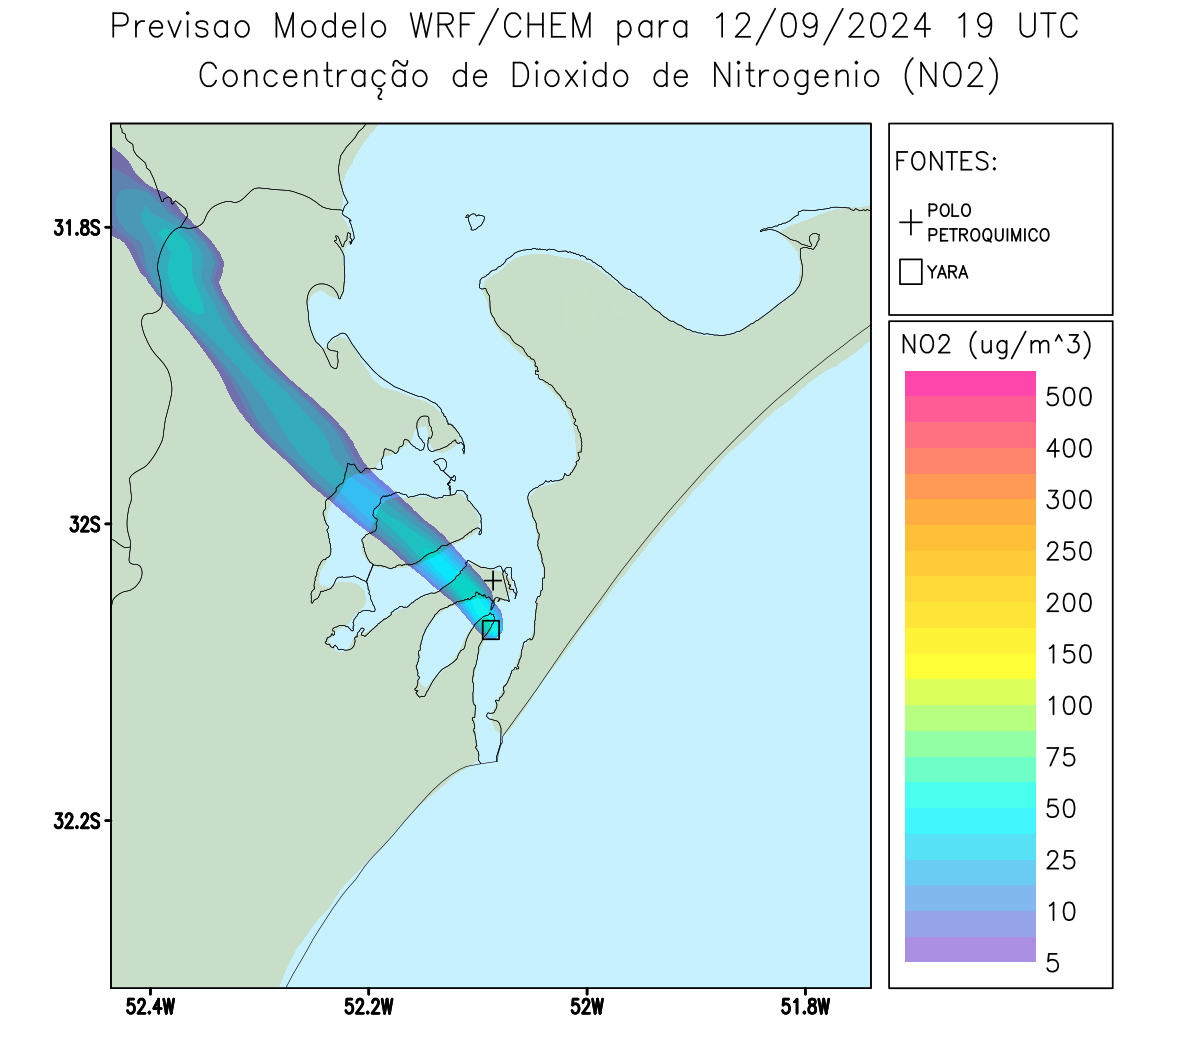 Previsao Modelo WRF/CHEM para 12/09/2024 19 UTC
Concentração de Dioxido de Nitrogenio (NO2)
FONTES:
POLO
PETROQUIMICO
YARA
NO2 (ug/m^3)
500
400
300
250
200
150
100
75
50
25
10
5
31.8S
32S
32.2S
52.4W
52.2W
52W
51.8W